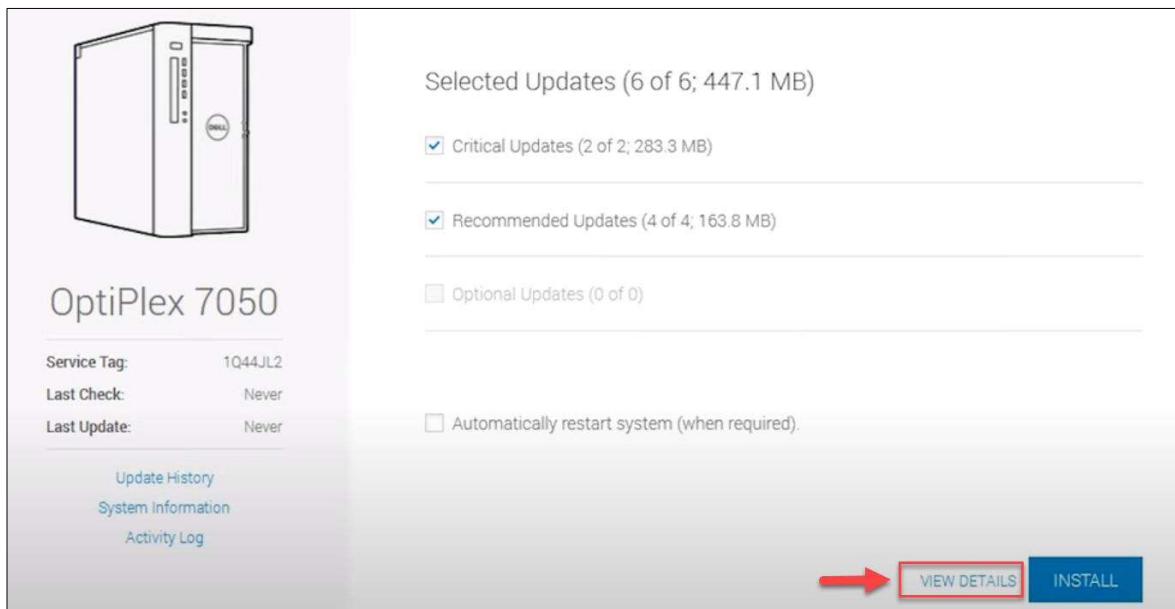 DELL
OptiPlex 7050
Service Tag: 1Q44JL2
Last Check: Never
Last Update: Never
Update History
System Information
Activity Log
Selected Updates (6 of 6; 447.1 MB)
Critical Updates (2 of 2; 283.3 MB)
Recommended Updates (4 of 4; 163.8 MB)
Optional Updates (0 of 0)
Automatically restart system (when required).
VIEW DETAILS
INSTALL